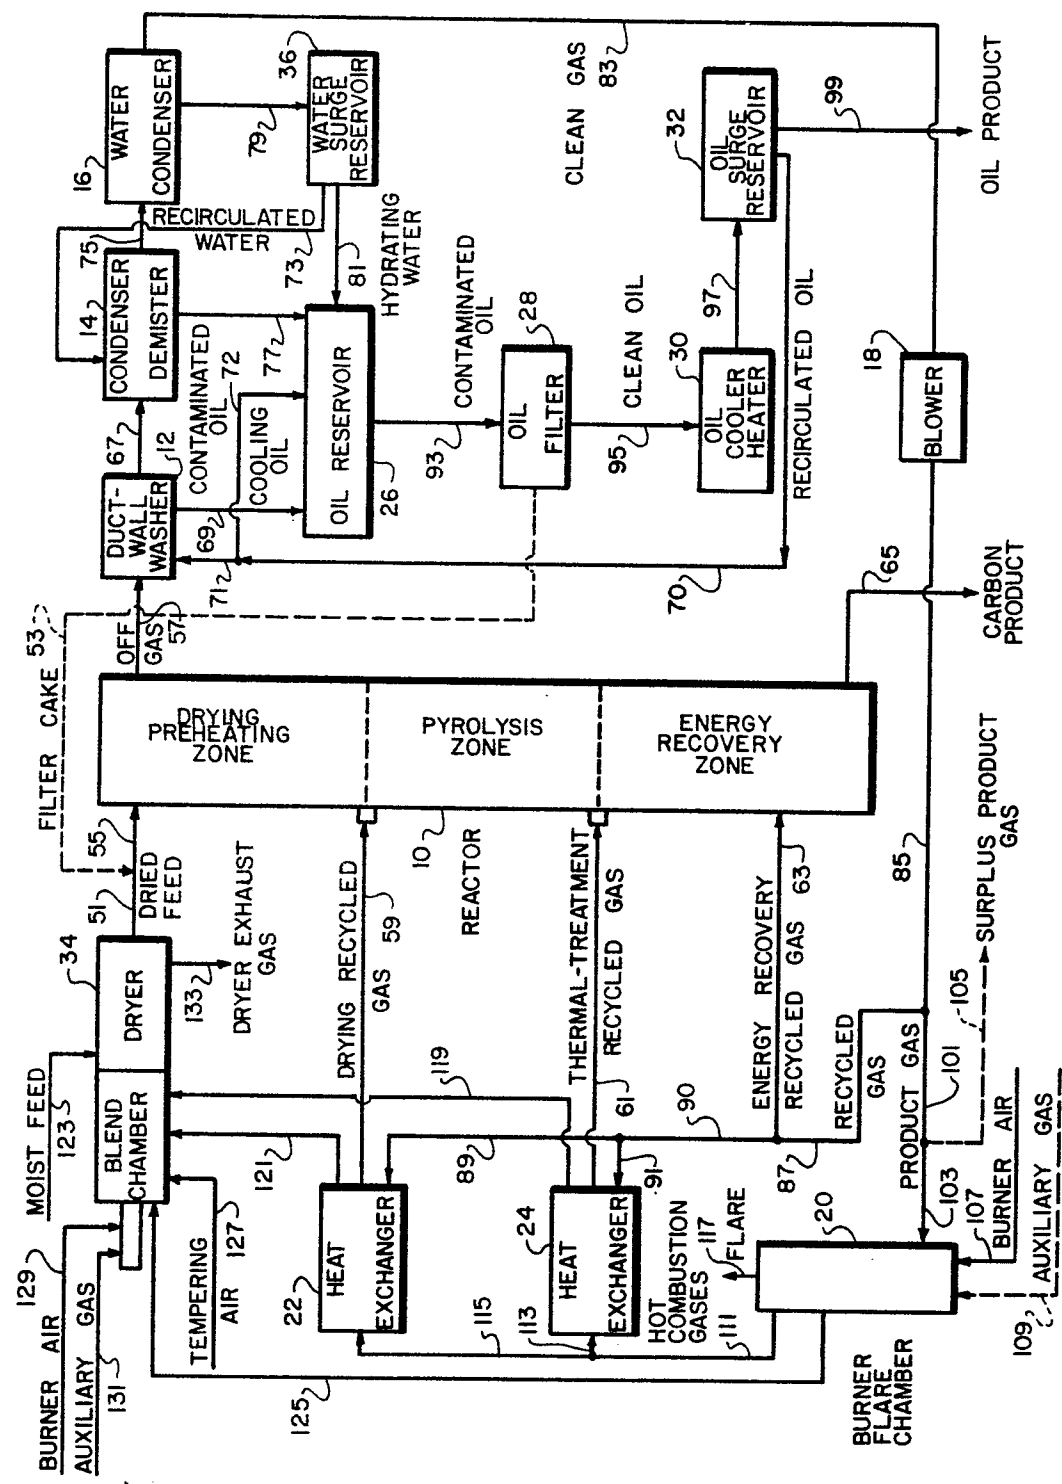 BURNER AIR
129
AUXILIARY GAS
131
MOIST FEED
123
TEMPERING
AIR
127
125
BLEND
CHAMBER
DRYER
34
133
DRYER EXHAUST
GAS
51
55
DRIED
FEED
FILTER CAKE
53
121
119
22
HEAT
EXCHANGER
24
HEAT
EXCHANGER
115
113
111
HOT
COMBUSTION
GASES
117
FLARE
20
BURNER
FLARE
CHAMBER
103
107
BURNER AIR
109
AUXILIARY GAS
DRYING RECYCLED
GAS
59
THERMAL-TREATMENT
RECYCLED GAS
61
ENERGY RECOVERY
RECYCLED GAS
63
89
91
90
87
RECYCLED
GAS
PRODUCT GAS
101
105
SURPLUS PRODUCT
GAS
85
10
REACTOR
DRYING
PREHEATING
ZONE
PYROLYSIS
ZONE
ENERGY
RECOVERY
ZONE
65
CARBON
PRODUCT
OFF
GAS
57
DUCT-
WALL
WASHER
12
67
69
71
72
70
CONTAMINATED
OIL
COOLING
OIL
14
CONDENSER
DEMISTER
75
77
RECIRCULATED
WATER
73
16
WATER
CONDENSER
79
36
WATER
SURGE
RESERVOIR
81
HYDRATING
WATER
OIL RESERVOIR
26
93
CONTAMINATED
OIL
28
OIL
FILTER
95
CLEAN OIL
30
OIL
COOLER
HEATER
97
32
OIL
SURGE
RESERVOIR
RECIRCULATED OIL
99
OIL PRODUCT
CLEAN GAS
83
18
BLOWER